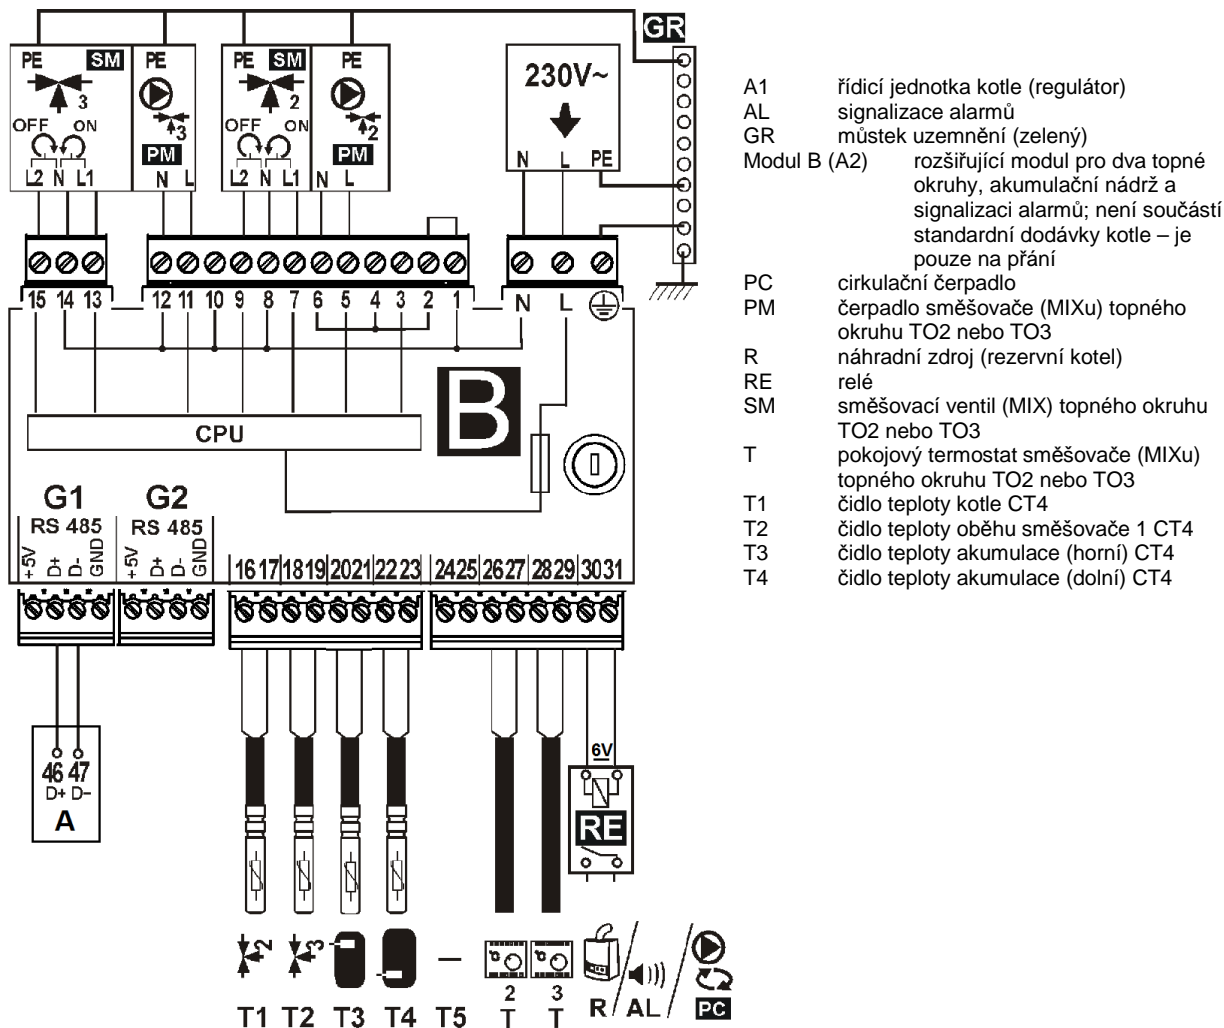 GR
PE SM PE PE SM PE
230V~
3 3 2 2
OFF ON OFF ON
PM PM
L2 N L1 N L L2 N L1 N L
N L PE
15 14 13 12 11 10 9 8 7 6 5 4 3 2 1 N L
B
CPU
G1 G2
RS 485 RS 485
+5V D+ D- GND +5V D+ D- GND
16 17 18 19 20 21 22 23 24 25 26 27 28 29 30 31
6V
46 47
D+ D-
A
RE
2 3
°C °C
2 3
T1 T2 T3 T4 T5 T T R / AL / PC
A1 řídicí jednotka kotle (regulátor)
AL signalizace alarmů
GR můstek uzemnění (zelený)
Modul B (A2) rozšiřující modul pro dva topné
okruhy, akumulační nádrž a
signalizaci alarmů; není součástí
standardní dodávky kotle – je
pouze na přání
PC cirkulační čerpadlo
PM čerpadlo směšovače (MIXu) topného
okruhu TO2 nebo TO3
R náhradní zdroj (rezervní kotel)
RE relé
SM směšovací ventil (MIX) topného okruhu
TO2 nebo TO3
T pokojový termostat směšovače (MIXu)
topného okruhu TO2 nebo TO3
T1 čidlo teploty kotle CT4
T2 čidlo teploty oběhu směšovače 1 CT4
T3 čidlo teploty akumulace (horní) CT4
T4 čidlo teploty akumulace (dolní) CT4